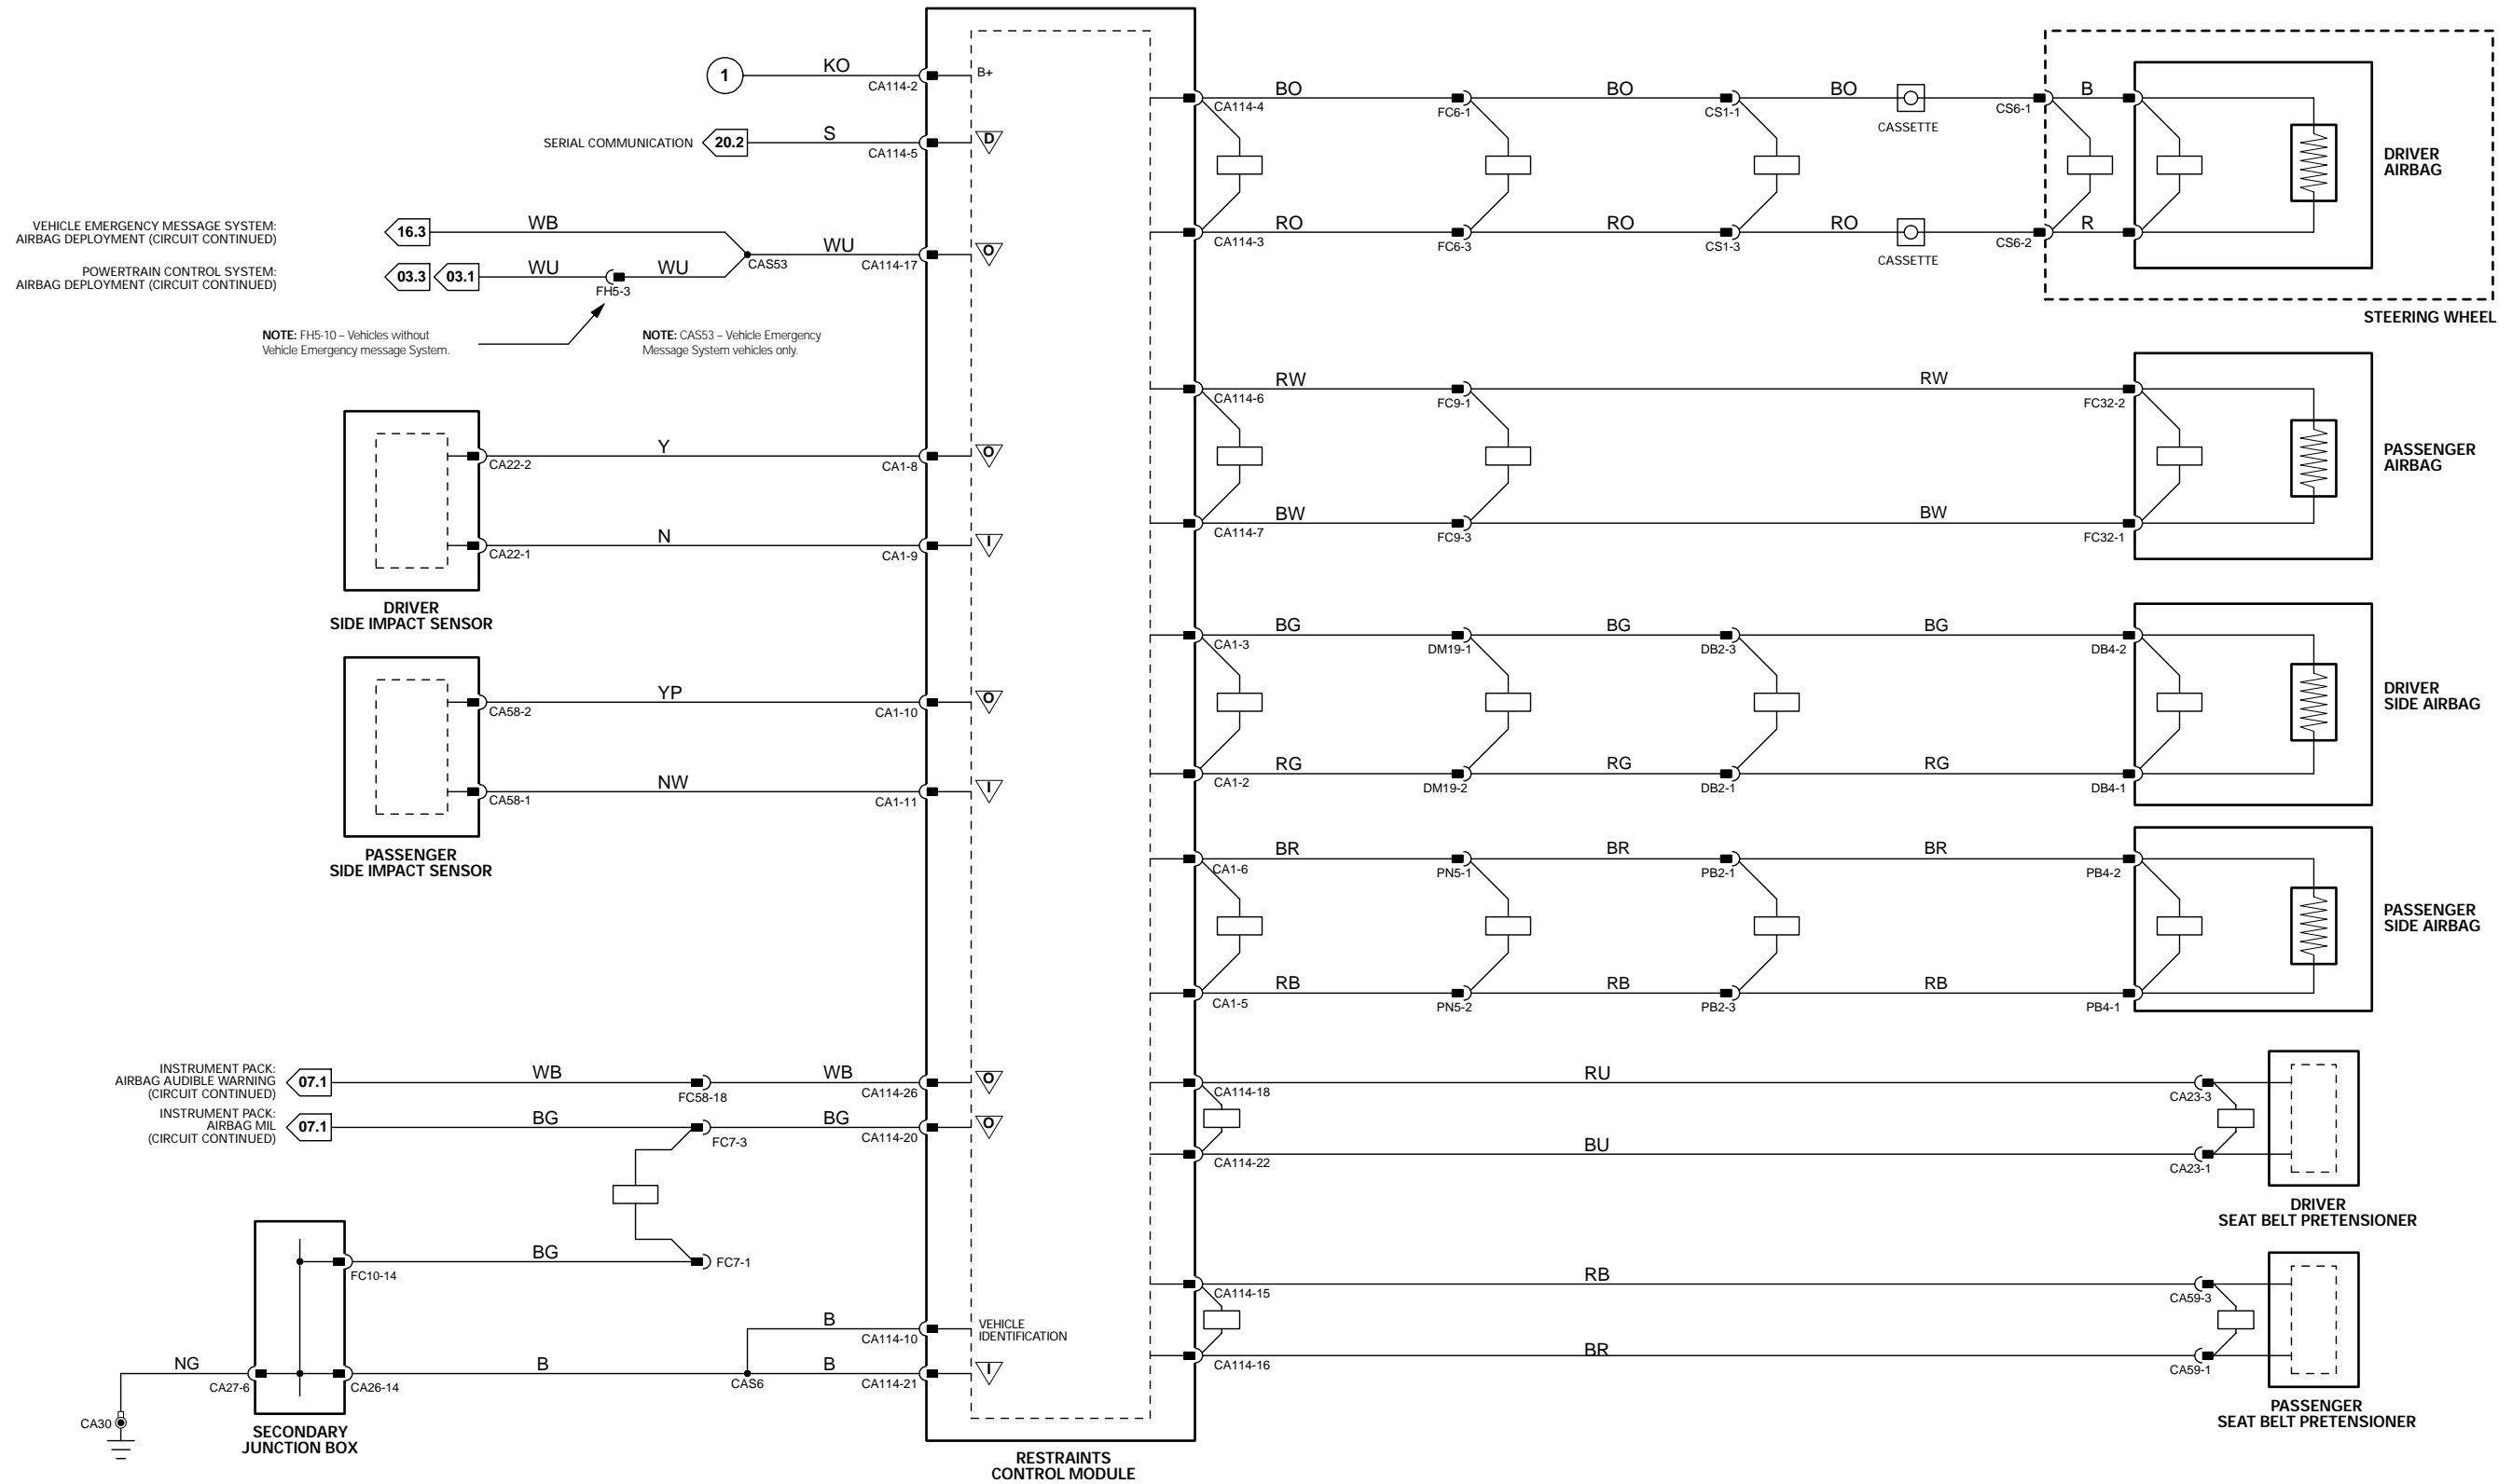 1
KO
CA114-2
B+
SERIAL COMMUNICATION
20.2
S
CA114-5
D
VEHICLE EMERGENCY MESSAGE SYSTEM:
AIRBAG DEPLOYMENT (CIRCUIT CONTINUED)
16.3
WB
POWERTRAIN CONTROL SYSTEM:
AIRBAG DEPLOYMENT (CIRCUIT CONTINUED)
03.3
03.1
WU
FH5-3
WU
CAS53
WU
CA114-17
O
NOTE: FH5-10 – Vehicles without
Vehicle Emergency message System.
NOTE: CAS53 – Vehicle Emergency
Message System vehicles only.
CA22-2
Y
CA1-8
O
CA22-1
N
CA1-9
I
DRIVER
SIDE IMPACT SENSOR
CA58-2
YP
CA1-10
O
CA58-1
NW
CA1-11
I
PASSENGER
SIDE IMPACT SENSOR
INSTRUMENT PACK:
AIRBAG AUDIBLE WARNING
(CIRCUIT CONTINUED)
07.1
WB
FC58-18
WB
CA114-26
O
INSTRUMENT PACK:
AIRBAG MIL
(CIRCUIT CONTINUED)
07.1
BG
FC7-3
BG
CA114-20
O
FC10-14
BG
FC7-1
B
CA114-10
VEHICLE
IDENTIFICATION
CA30
NG
CA27-6
CA26-14
B
CAS6
B
CA114-21
I
SECONDARY
JUNCTION BOX
RESTRAINTS
CONTROL MODULE
CA114-4
BO
FC6-1
BO
CS1-1
BO
CASSETTE
CS6-1
B
CA114-3
RO
FC6-3
RO
CS1-3
RO
CASSETTE
CS6-2
R
DRIVER
AIRBAG
STEERING WHEEL
CA114-6
RW
FC9-1
RW
FC32-2
CA114-7
BW
FC9-3
BW
FC32-1
PASSENGER
AIRBAG
CA1-3
BG
DM19-1
BG
DB2-3
BG
DB4-2
CA1-2
RG
DM19-2
RG
DB2-1
RG
DB4-1
DRIVER
SIDE AIRBAG
CA1-6
BR
PN5-1
BR
PB2-1
BR
PB4-2
CA1-5
RB
PN5-2
RB
PB2-3
RB
PB4-1
PASSENGER
SIDE AIRBAG
CA114-18
RU
CA23-3
CA114-22
BU
CA23-1
DRIVER
SEAT BELT PRETENSIONER
CA114-15
RB
CA59-3
CA114-16
BR
CA59-1
PASSENGER
SEAT BELT PRETENSIONER